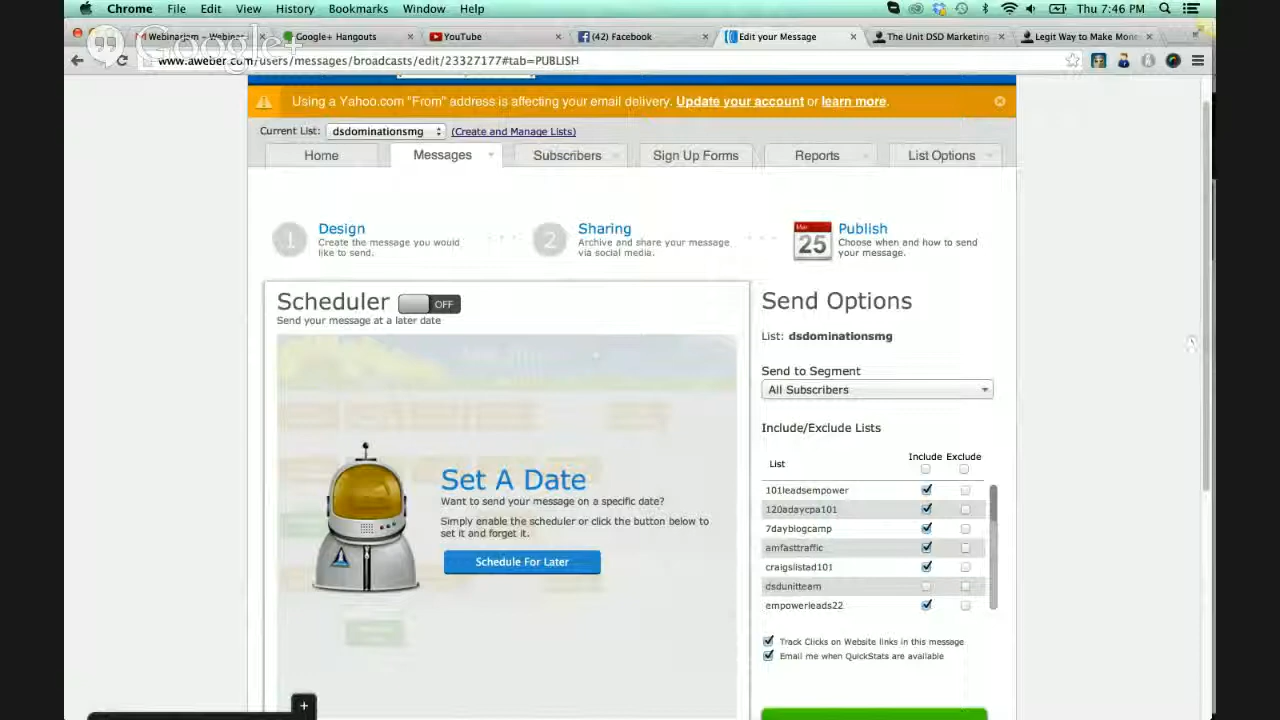 Chrome File Edit View History Bookmarks Window Help Thu 7:46 PM
Webinarjam – Webinar Google+ Hangouts YouTube (42) Facebook Edit your Message The Unit DSD Marketing Legit Way to Make Mone
Google+
www.aweber.com/users/messages/broadcasts/edit/23327177#tab=PUBLISH
Using a Yahoo.com "From" address is affecting your email delivery. Update your account or learn more.
Current List: dsdominationsmg (Create and Manage Lists)
Home Messages Subscribers Sign Up Forms Reports List Options
1 Design
Create the message you would
like to send.
2 Sharing
Archive and share your message
via social media.
25 Publish
Choose when and how to send
your message.
Scheduler OFF
Send your message at a later date
Set A Date
Want to send your message on a specific date?
Simply enable the scheduler or click the button below to
set it and forget it.
Schedule For Later
Send Options
List: dsdominationsmg
Send to Segment
All Subscribers
Include/Exclude Lists
List Include Exclude
101leadsempower
120adaycpa101
7dayblogcamp
amfasttraffic
craigslistad101
dsdunitteam
empowerleads22
Track Clicks on Website links in this message
Email me when QuickStats are available
+